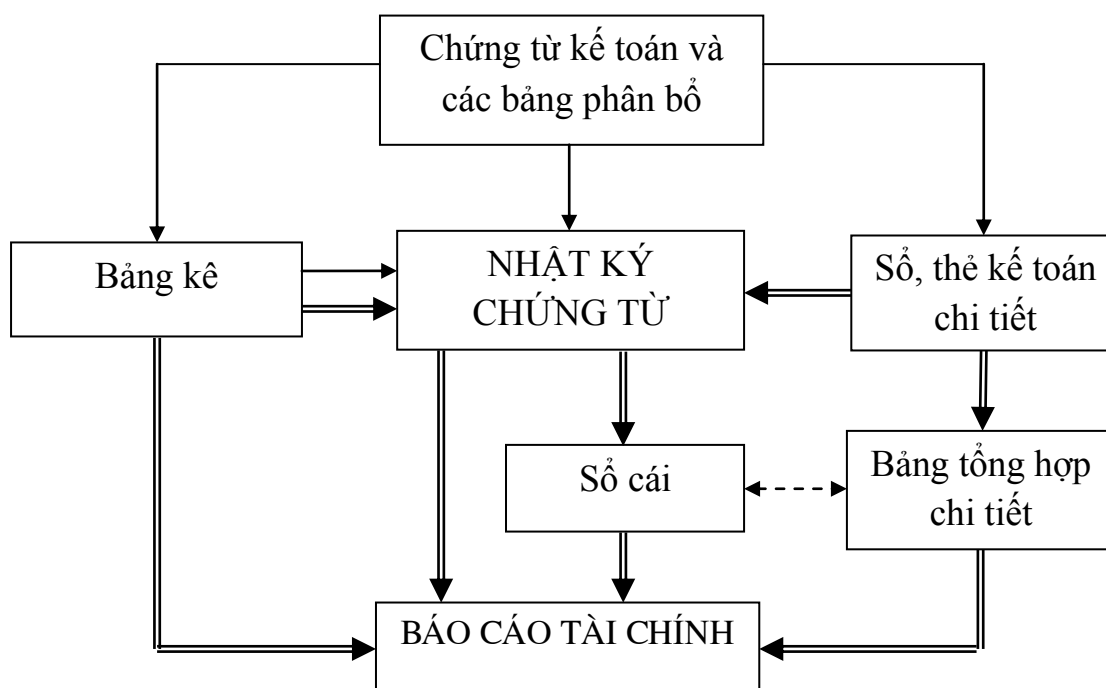 Chứng từ kế toán và
các bảng phân bổ
Bảng kê
NHẬT KÝ
CHỨNG TỪ
Sổ, thẻ kế toán
chi tiết
Sổ cái
Bảng tổng hợp
chi tiết
BÁO CÁO TÀI CHÍNH